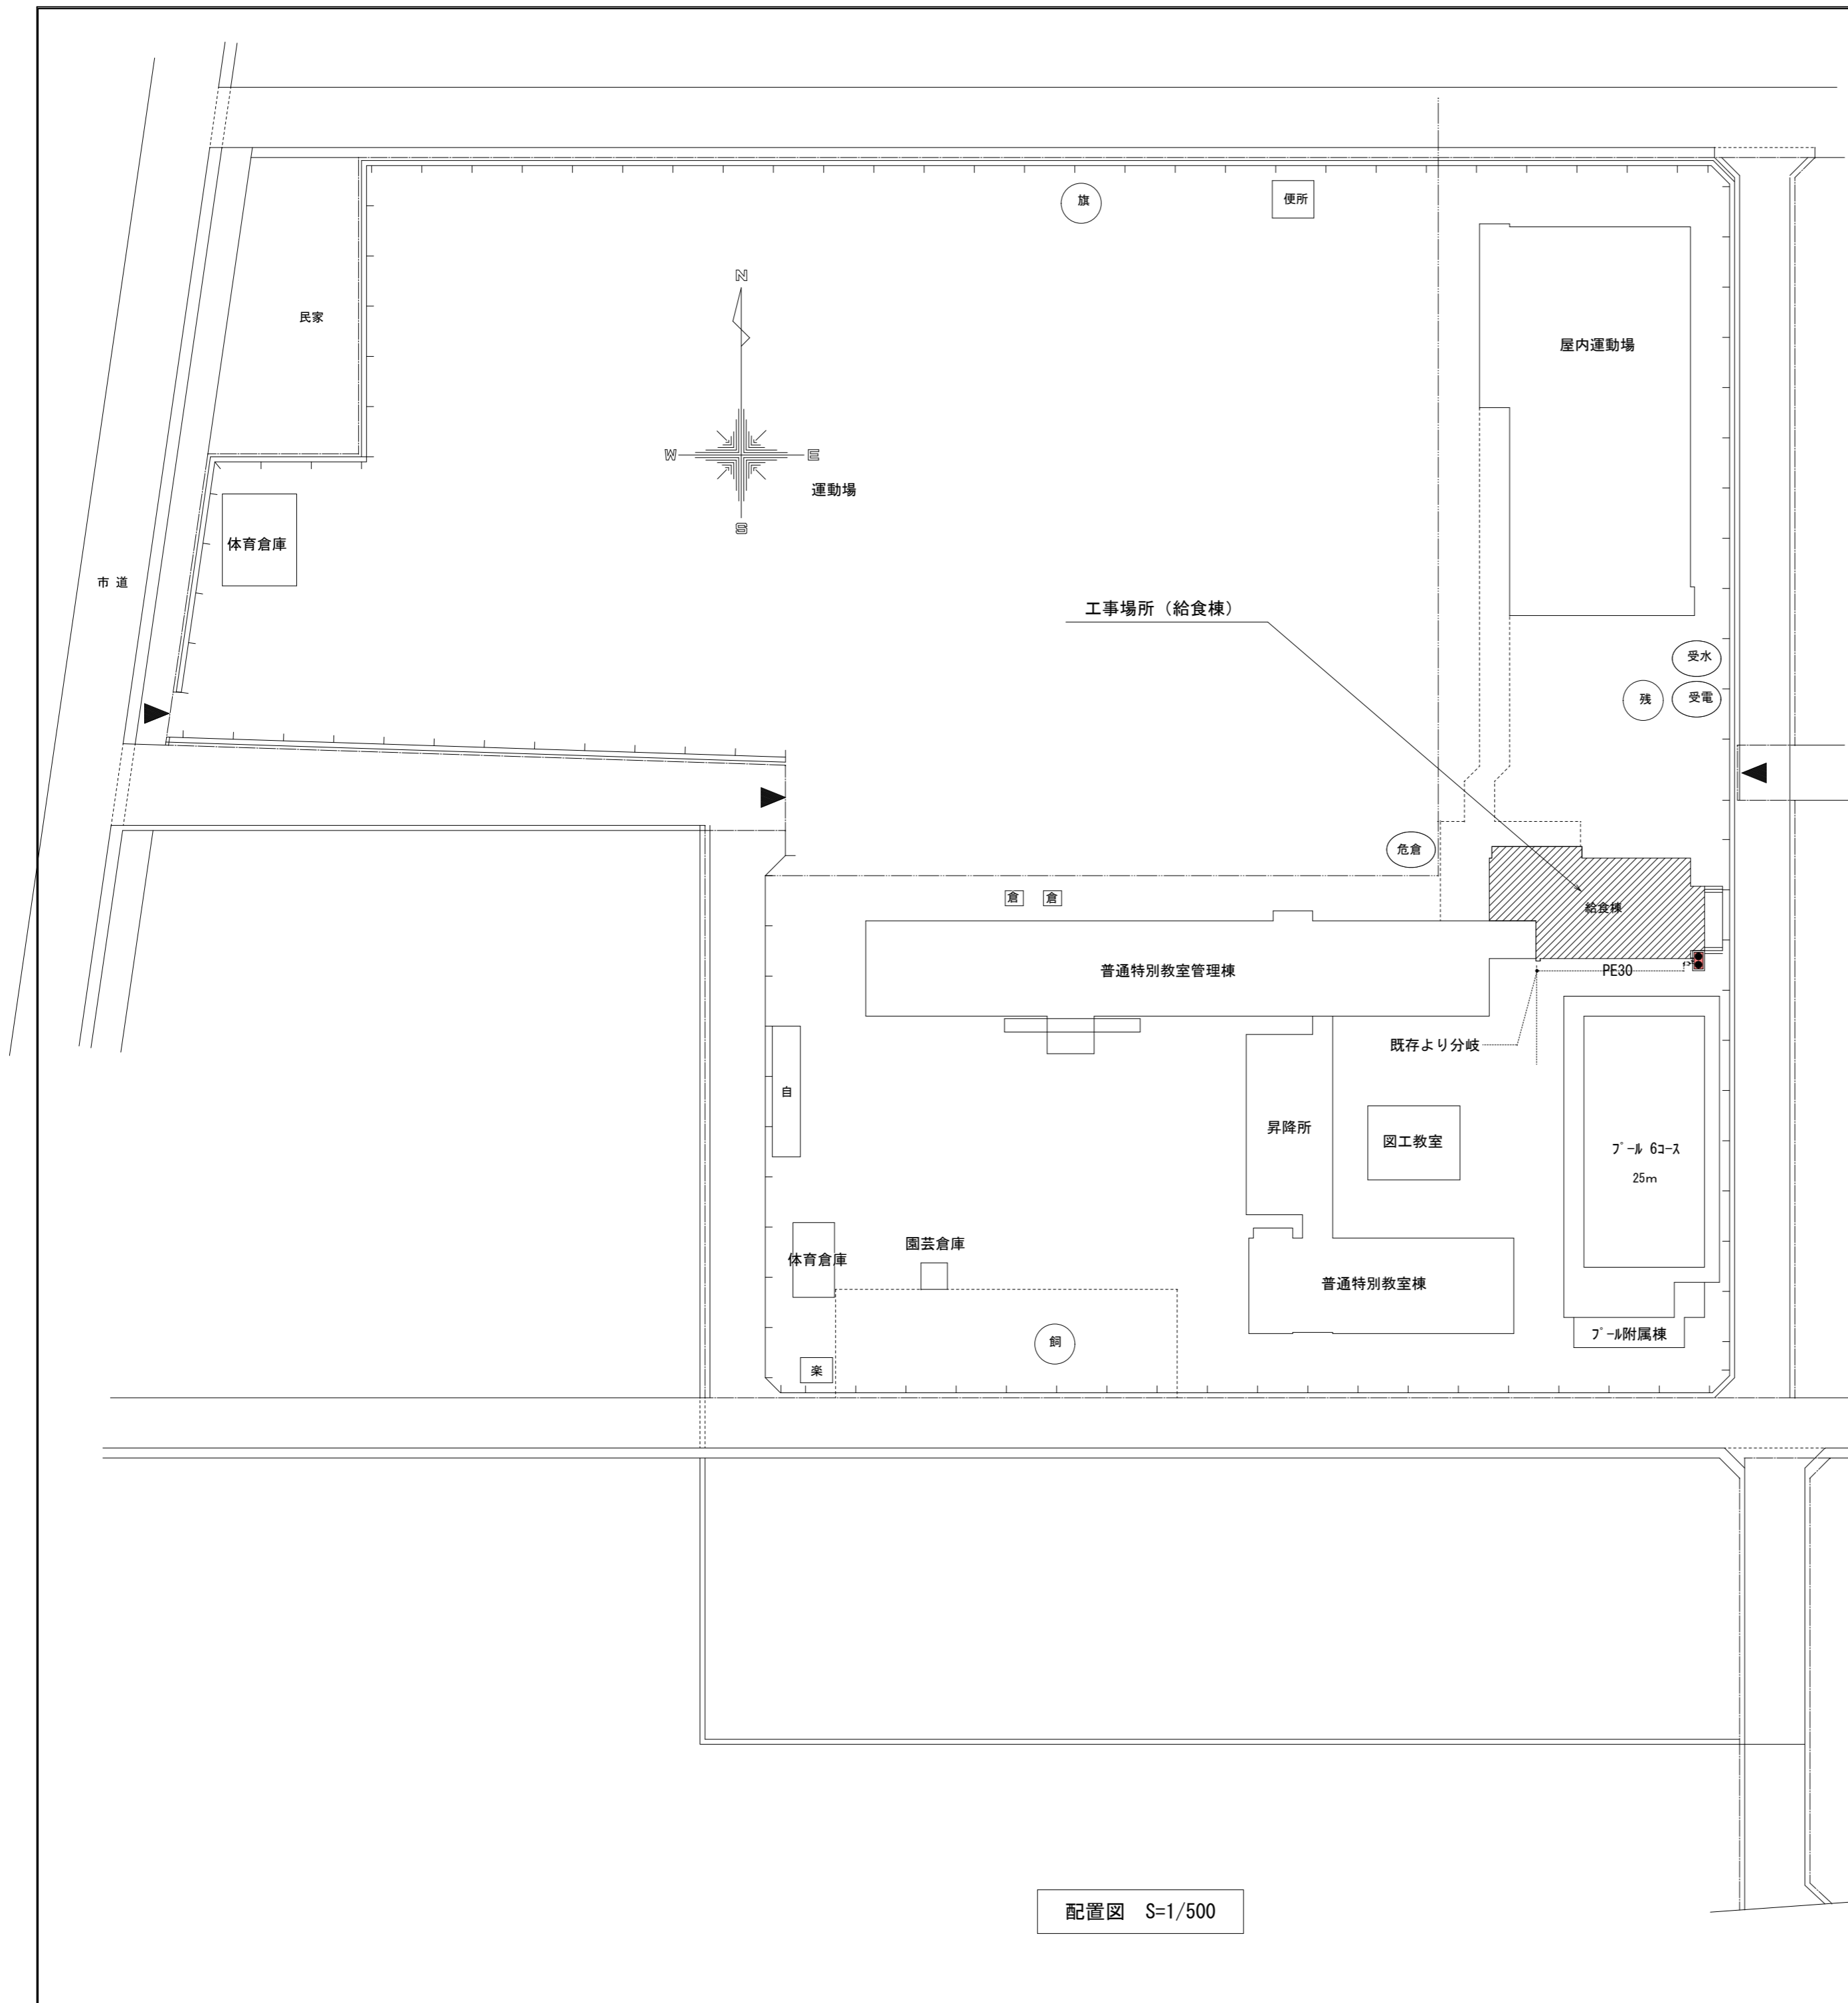 旗
便所
N
民家
屋内運動場
W
E
運動場
S
体育倉庫
市 道
工事場所（給食棟）
受水
残
受電
危倉
倉
倉
給食棟
普通特別教室管理棟
PE30
既存より分岐
自
昇降所
図工教室
ﾌﾟｰﾙ 6ｺｰｽ
25m
園芸倉庫
体育倉庫
普通特別教室棟
飼
ﾌﾟｰﾙ附属棟
楽
配置図　S=1/500